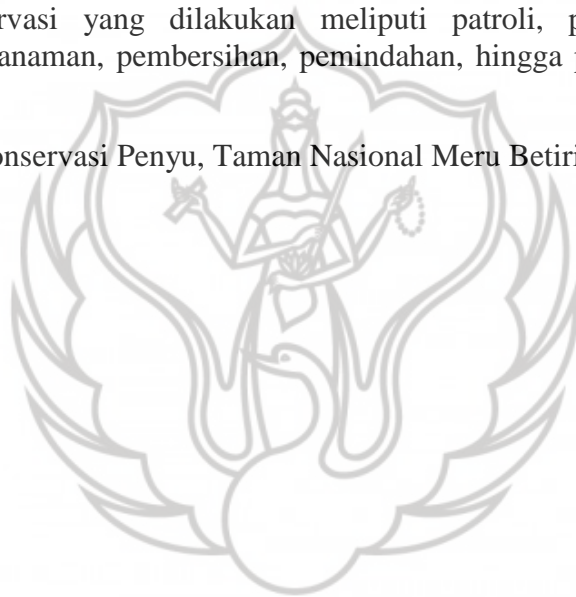 rvasi yang dilakukan meliputi patroli, p
anaman, pembersihan, pemindahan, hingga p
onservasi Penyu, Taman Nasional Meru Betiri